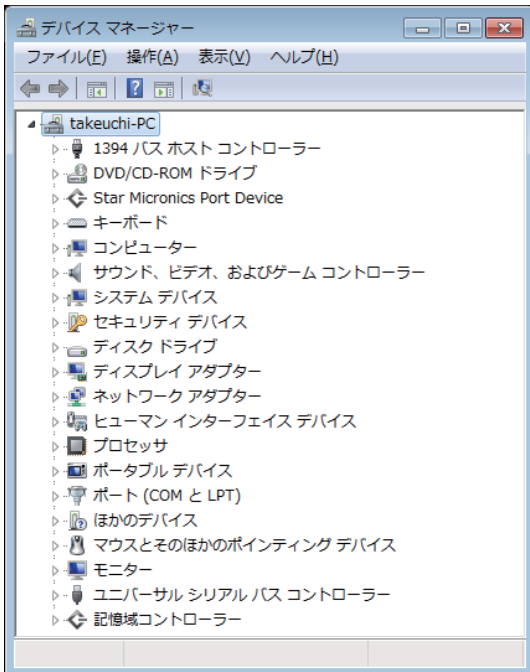 デバイス マネージャー
ファイル(F) 操作(A) 表示(V) ヘルプ(H)
takeuchi-PC
1394 バス ホスト コントローラー
DVD/CD-ROM ドライブ
Star Micronics Port Device
キーボード
コンピューター
サウンド、ビデオ、およびゲーム コントローラー
システム デバイス
セキュリティ デバイス
ディスク ドライブ
ディスプレイ アダプター
ネットワーク アダプター
ヒューマン インターフェイス デバイス
プロセッサ
ポータブル デバイス
ポート (COM と LPT)
ほかのデバイス
マウスとそのほかのポインティング デバイス
モニター
ユニバーサル シリアル バス コントローラー
記憶域コントローラー